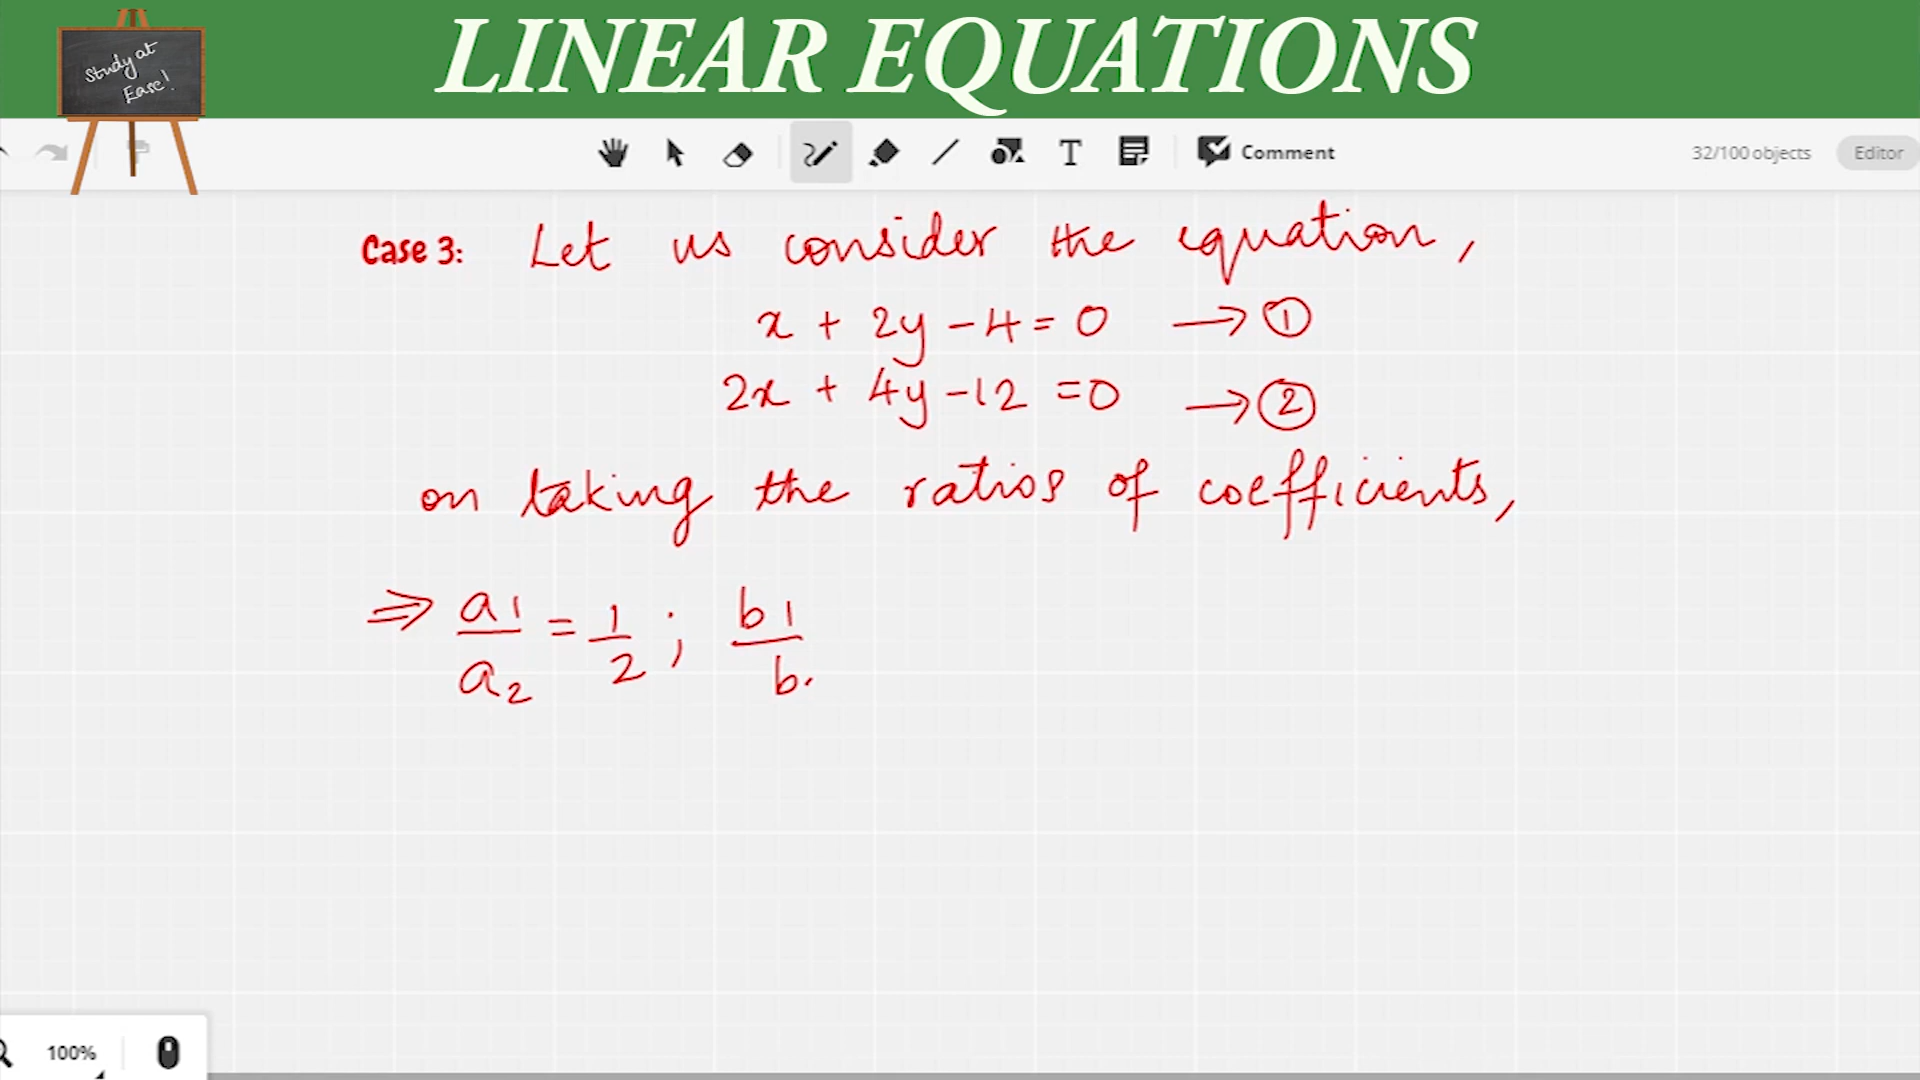 LINEAR EQUATIONS
Study at
Ease!
Comment
32/100 objects
Editor
Case 3: Let us consider the equation,
x + 2y - 4 = 0 → ①
2x + 4y - 12 = 0 → ②
on taking the ratios of coefficients,
⇒ a1/a2 = 1/2 ; b1/b
100%